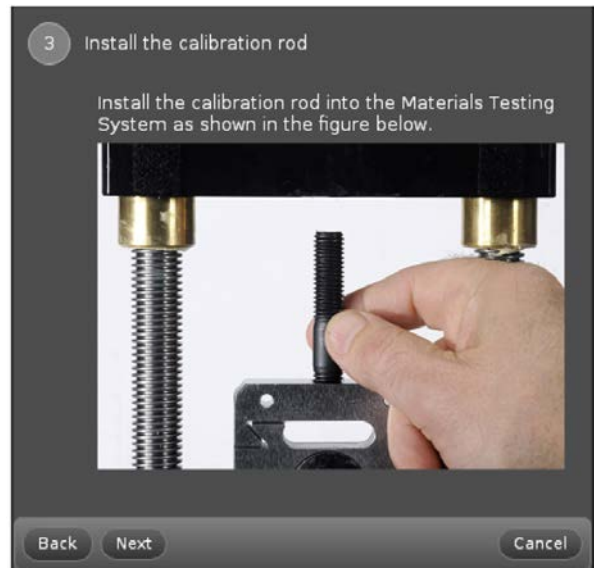 3 Install the calibration rod
Install the calibration rod into the Materials Testing
System as shown in the figure below.
Back Next Cancel